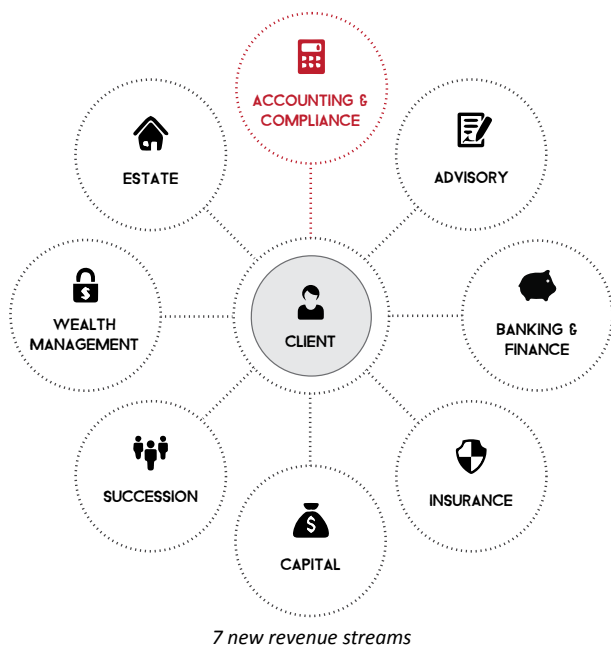 ACCOUNTING &
COMPLIANCE
ESTATE
ADVISORY
WEALTH
MANAGEMENT
CLIENT
BANKING &
FINANCE
SUCCESSION
INSURANCE
CAPITAL
7 new revenue streams